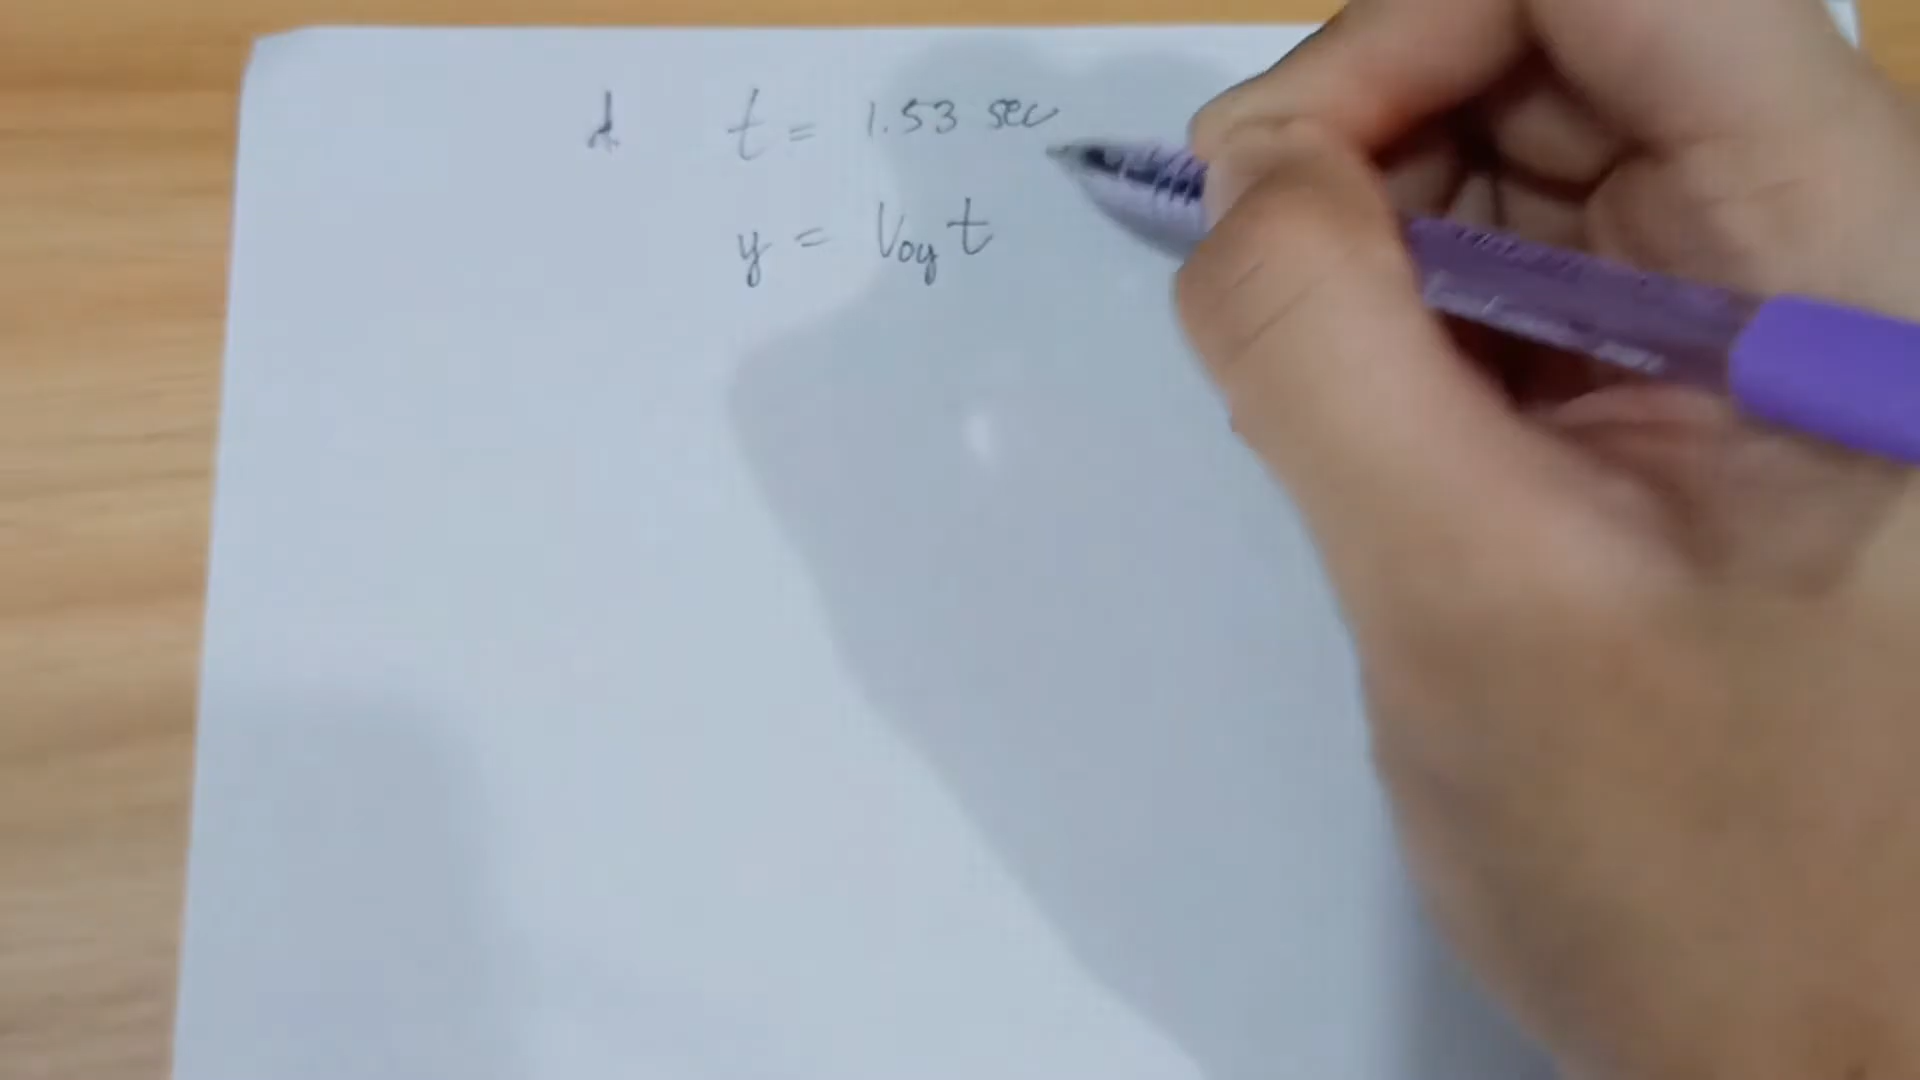 d t = 1.53 sec
y = Voy t